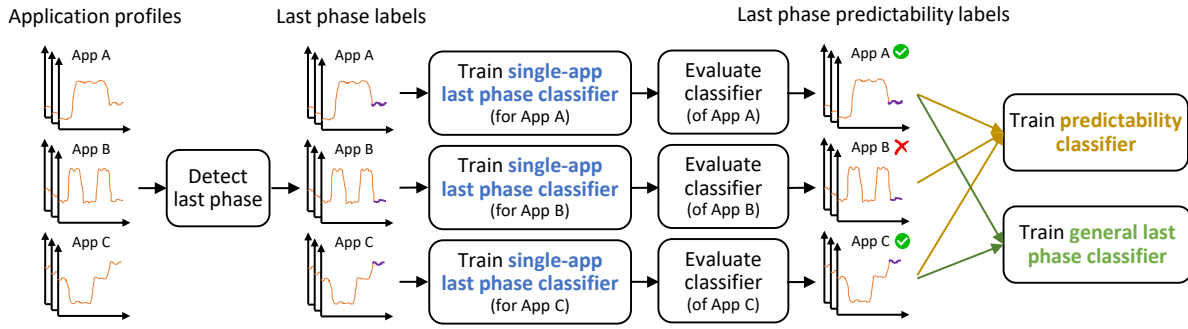 Application profiles
Last phase labels
Last phase predictability labels
App A
App B
App C
Detect
last phase
App A
App B
App C
Train single-app
last phase classifier
(for App A)
Train single-app
last phase classifier
(for App B)
Train single-app
last phase classifier
(for App C)
Evaluate
classifier
(of App A)
Evaluate
classifier
(of App B)
Evaluate
classifier
(of App C)
App A
App B
App C
Train predictability
classifier
Train general last
phase classifier